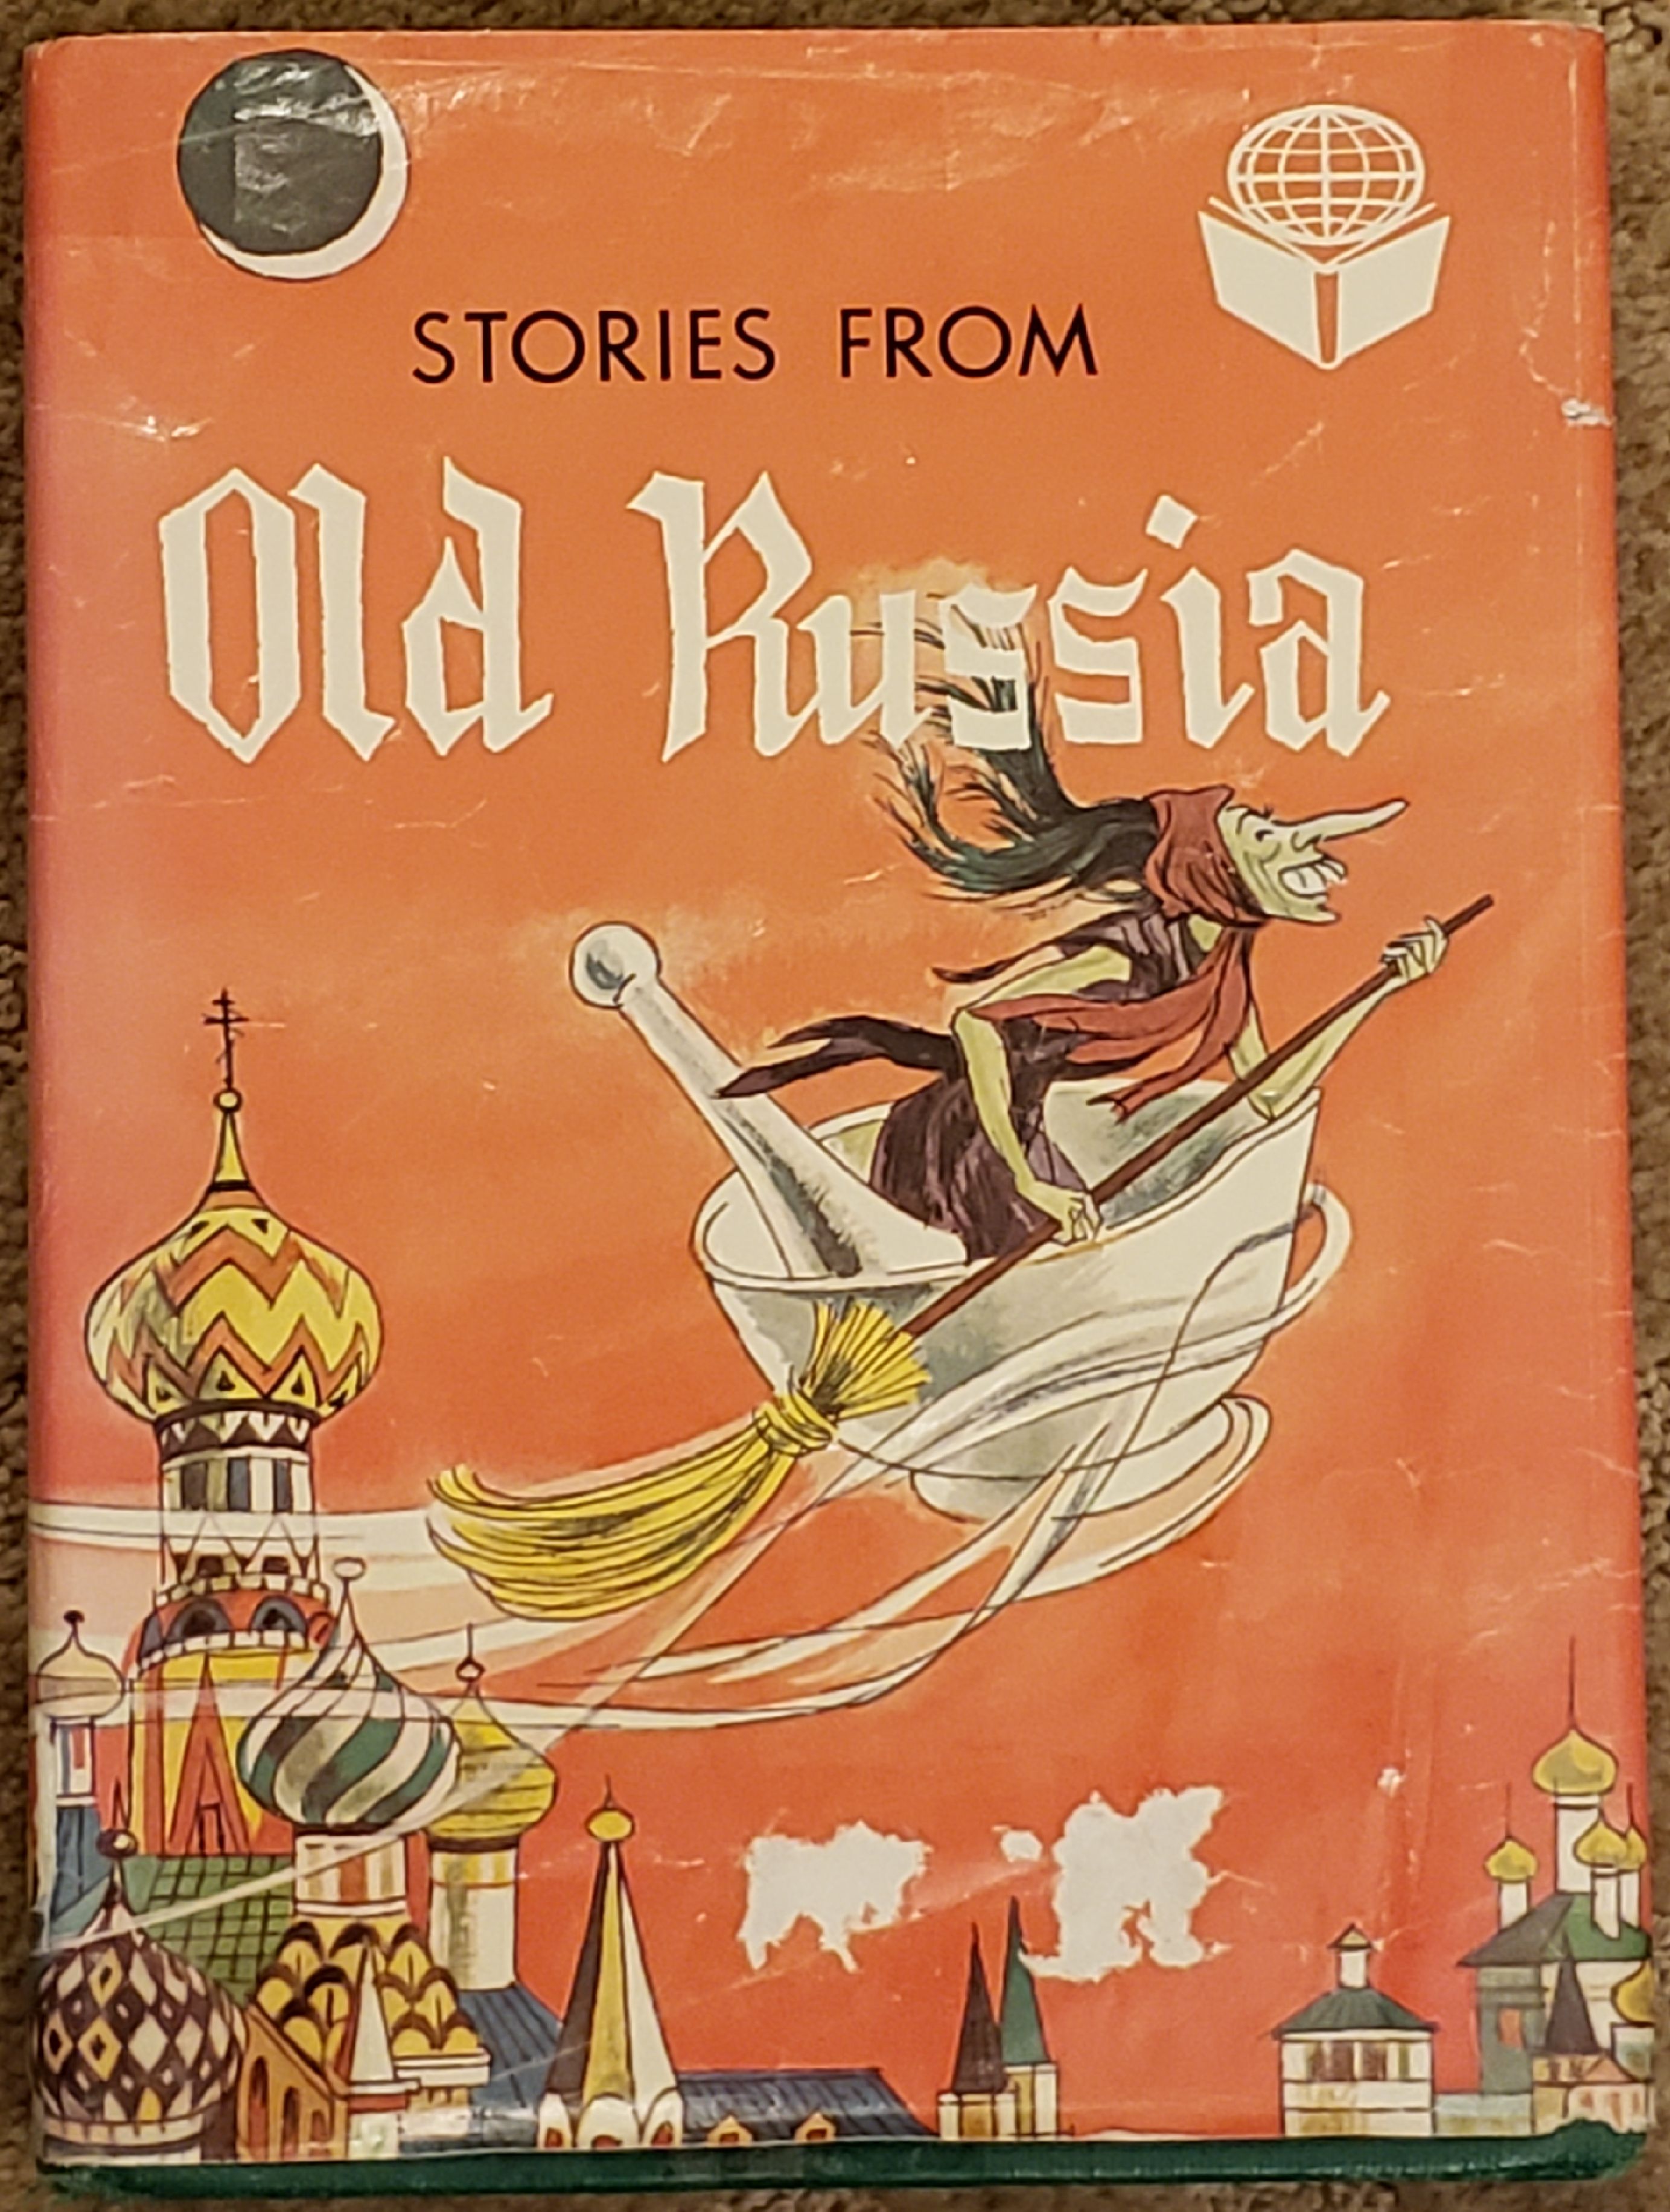 STORIES FROM
Old Russia